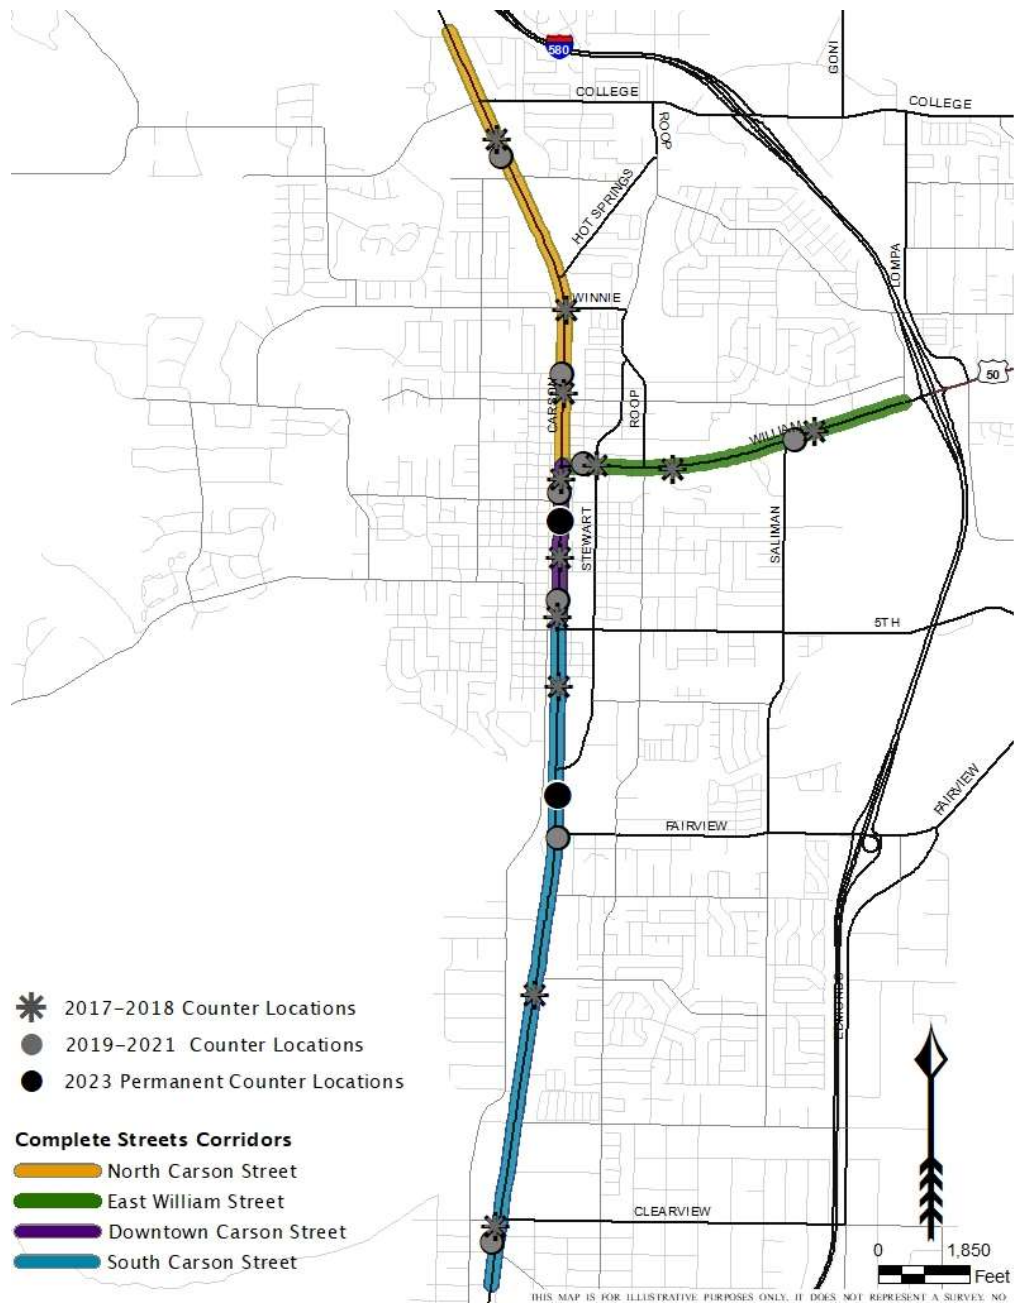 580
GONI
COLLEGE
COLLEGE
ROOP
HOT SPRINGS
LOMPA
WINNIE
50
CARSON
ROOP
WILLIAM
STEWART
SALIMAN
5TH
FAIRVIEW
FAIRVIEW
EDMONDS
2017–2018 Counter Locations
2019–2021 Counter Locations
2023 Permanent Counter Locations
Complete Streets Corridors
North Carson Street
East William Street
Downtown Carson Street
South Carson Street
CLEARVIEW
0 1,850
Feet
THIS MAP IS FOR ILLUSTRATIVE PURPOSES ONLY. IT DOES NOT REPRESENT A SURVEY. NO